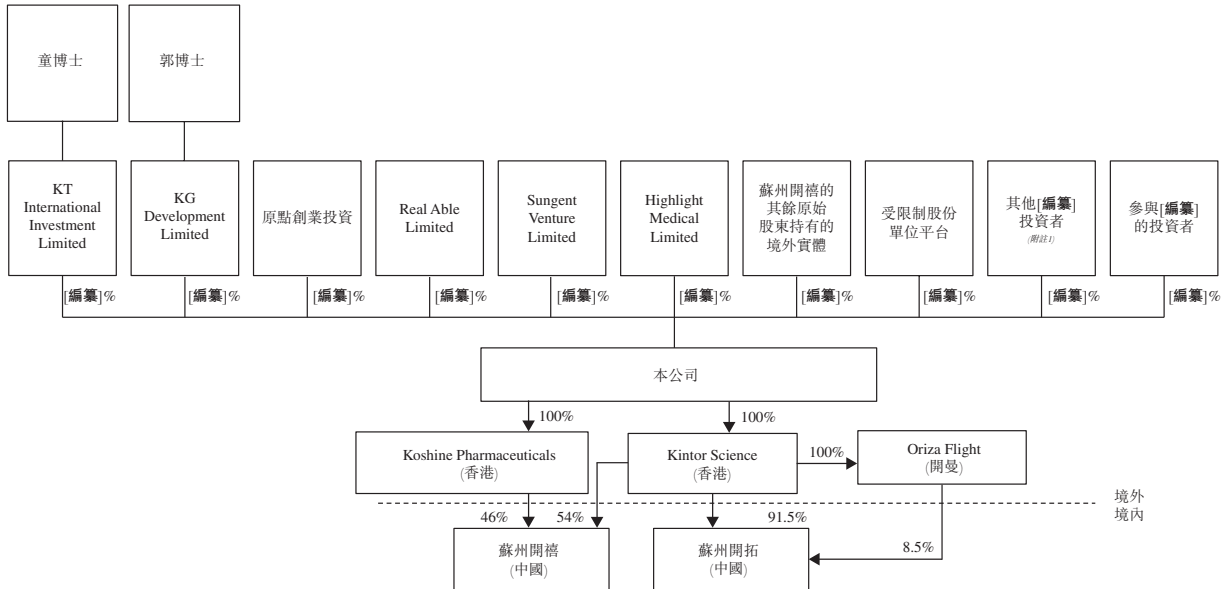 童博士
郭博士
KT
International
Investment
Limited
KG
Development
Limited
原點創業投資
Real Able
Limited
Sungent
Venture
Limited
Highlight
Medical
Limited
蘇州開禧的
其餘原始
股東持有的
境外實體
受限制股份
單位平台
其他[編纂]
投資者
(附註1)
參與[編纂]
的投資者
[編纂]%
[編纂]%
[編纂]%
[編纂]%
[編纂]%
[編纂]%
[編纂]%
[編纂]%
[編纂]%
[編纂]%
本公司
100%
100%
Koshine Pharmaceuticals
(香港)
Kintor Science
(香港)
100%
Oriza Flight
(開曼)
境外
境內
46%
54%
91.5%
8.5%
蘇州開禧
(中國)
蘇州開拓
(中國)